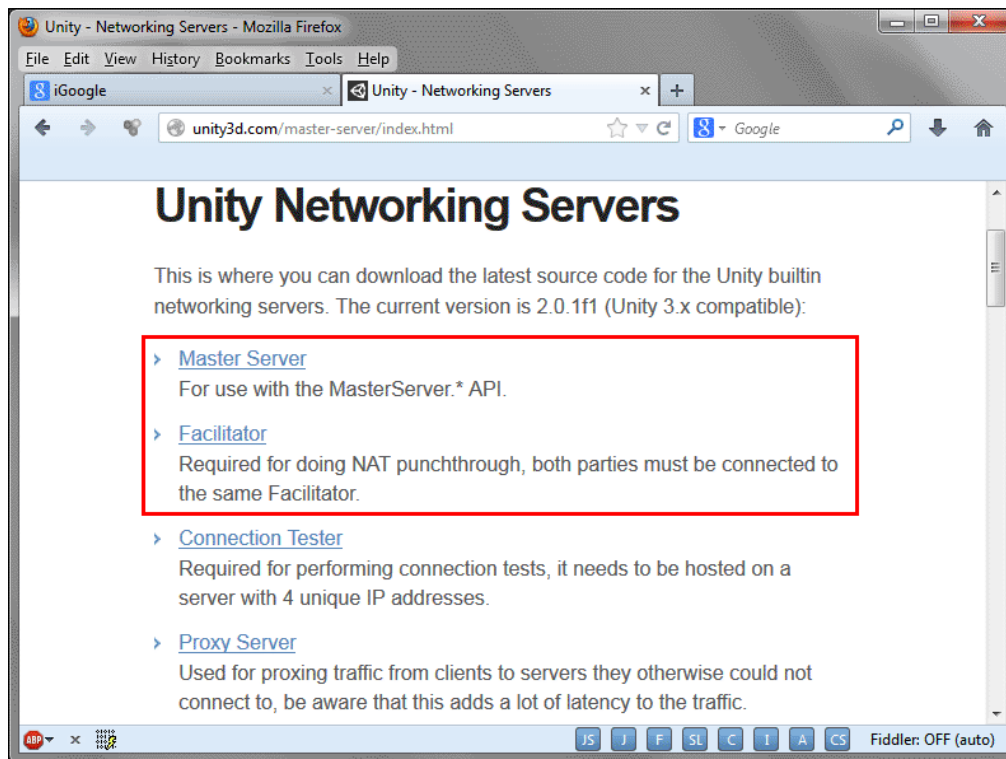 Unity - Networking Servers - Mozilla Firefox
File Edit View History Bookmarks Tools Help
8 iGoogle Unity - Networking Servers
unity3d.com/master-server/index.html 8 Google
Unity Networking Servers
This is where you can download the latest source code for the Unity builtin
networking servers. The current version is 2.0.1f1 (Unity 3.x compatible):
Master Server
For use with the MasterServer.* API.
Facilitator
Required for doing NAT punchthrough, both parties must be connected to
the same Facilitator.
Connection Tester
Required for performing connection tests, it needs to be hosted on a
server with 4 unique IP addresses.
Proxy Server
Used for proxing traffic from clients to servers they otherwise could not
connect to, be aware that this adds a lot of latency to the traffic.
ABP JS J F SL C I A CS Fiddler: OFF (auto)